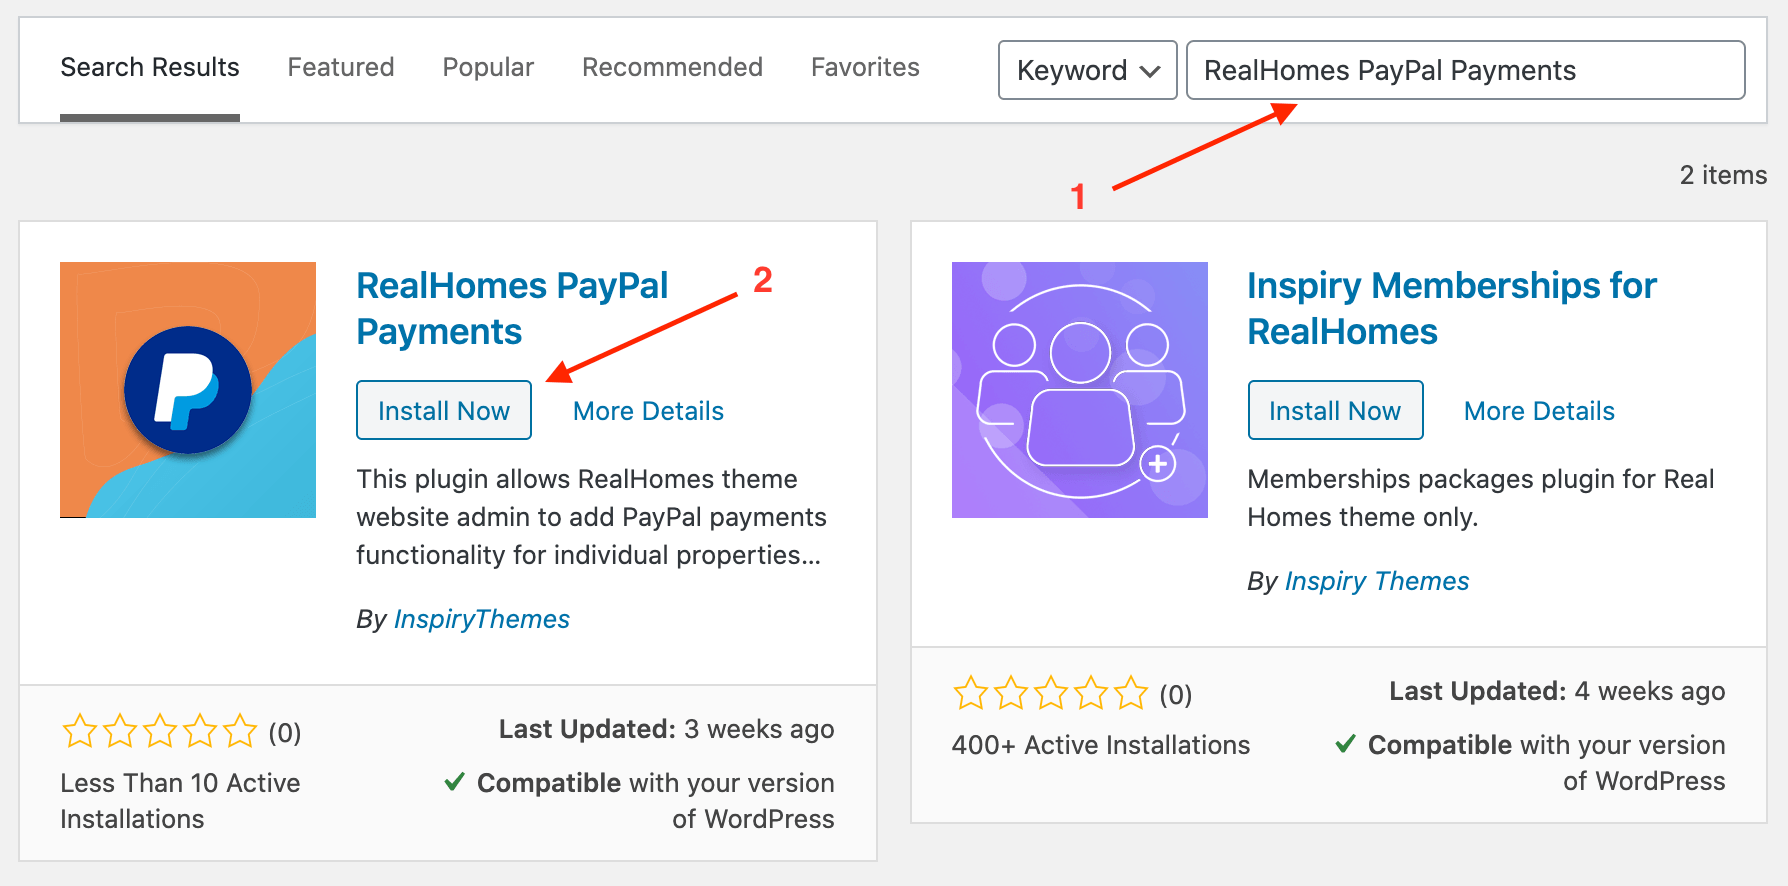 Search Results Featured Popular Recommended Favorites Keyword RealHomes PayPal Payments
1
2 items
RealHomes PayPal
Payments
2
Install Now More Details
This plugin allows RealHomes theme
website admin to add PayPal payments
functionality for individual properties...
By InspiryThemes
(0)
Less Than 10 Active
Installations
Last Updated: 3 weeks ago
Compatible with your version
of WordPress
Inspiry Memberships for
RealHomes
Install Now More Details
Memberships packages plugin for Real
Homes theme only.
By Inspiry Themes
(0)
400+ Active Installations
Last Updated: 4 weeks ago
Compatible with your version
of WordPress